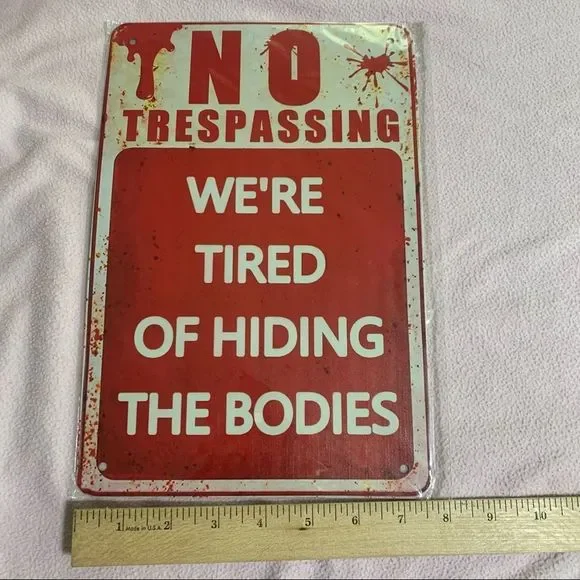 NO
TRESPASSING
WE'RE
TIRED
OF HIDING
THE BODIES
1 2 3 4 5 6 7 8 9 10
Made in U.S.A.